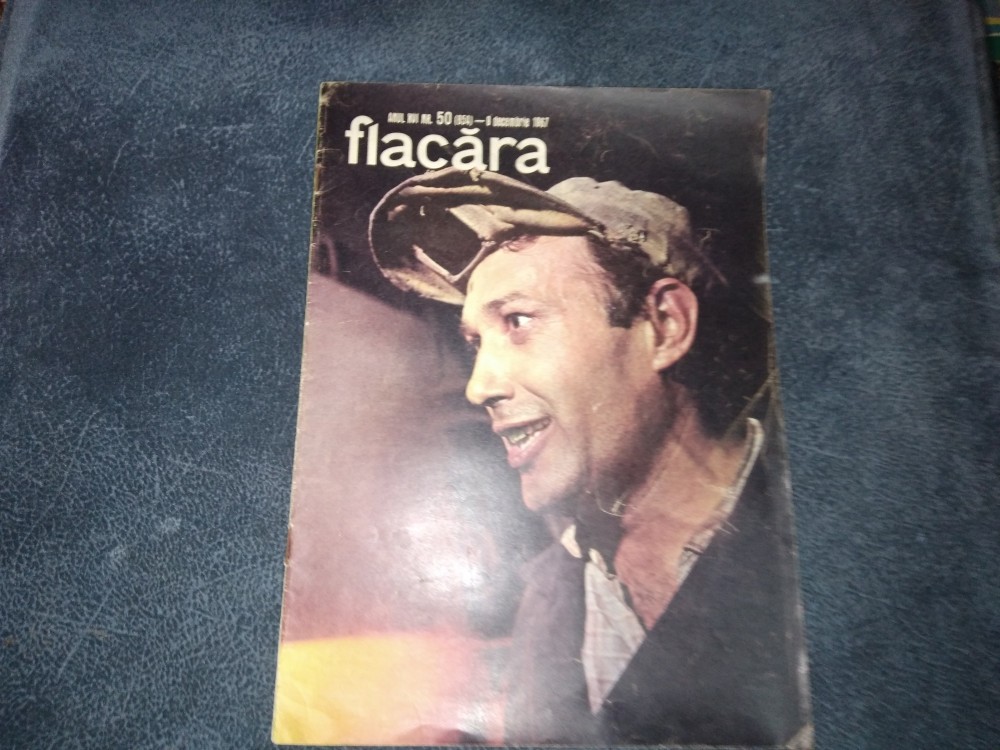 ANUL XVI NR. 50 (654) — 9 decembrie 1967
flacăra